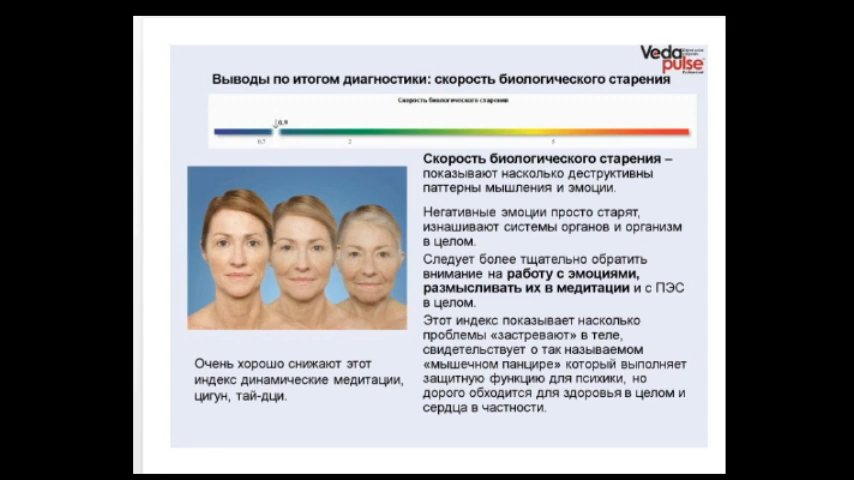 Veda
pulse
Выводы по итогом диагностики: скорость биологического старения
Скорость биологического старения
0,9
0,7 2 5
Скорость биологического старения –
показывают насколько деструктивны
паттерны мышления и эмоции.
Негативные эмоции просто старят,
изнашивают системы органов и организм
в целом.
Следует более тщательно обратить
внимание на работу с эмоциями,
размысливать их в медитации и с ПЭС
в целом.
Этот индекс показывает насколько
проблемы «застревают» в теле,
свидетельствует о так называемом
«мышечном панцире» который выполняет
защитную функцию для психики, но
дорого обходится для здоровья в целом и
сердца в частности.
Очень хорошо снижают этот
индекс динамические медитации,
цигун, тай-дци.